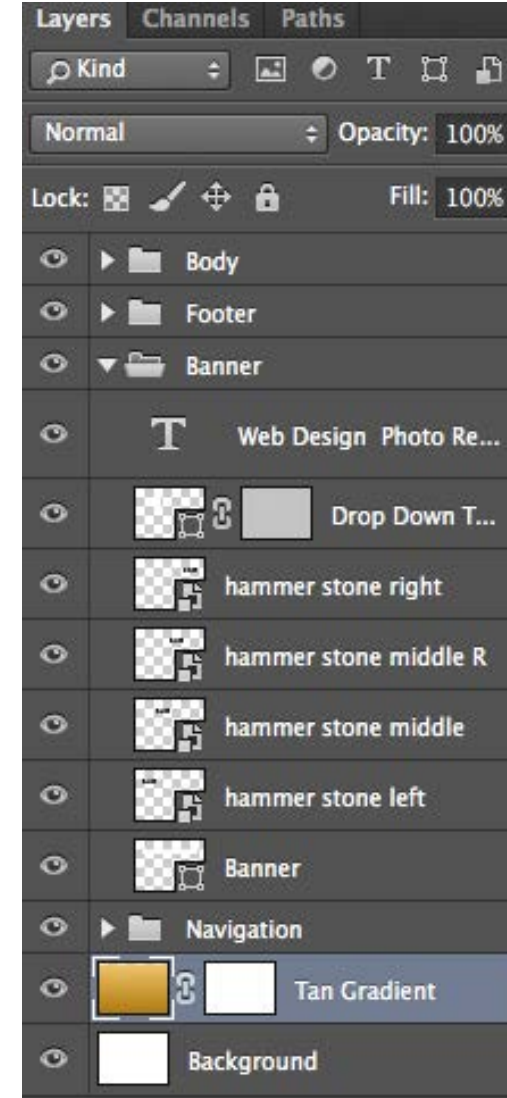 Layers Channels Paths
Kind
Normal Opacity: 100%
Lock: Fill: 100%
Body
Footer
Banner
T Web Design Photo Re...
Drop Down T...
hammer stone right
hammer stone middle R
hammer stone middle
hammer stone left
Banner
Navigation
Tan Gradient
Background